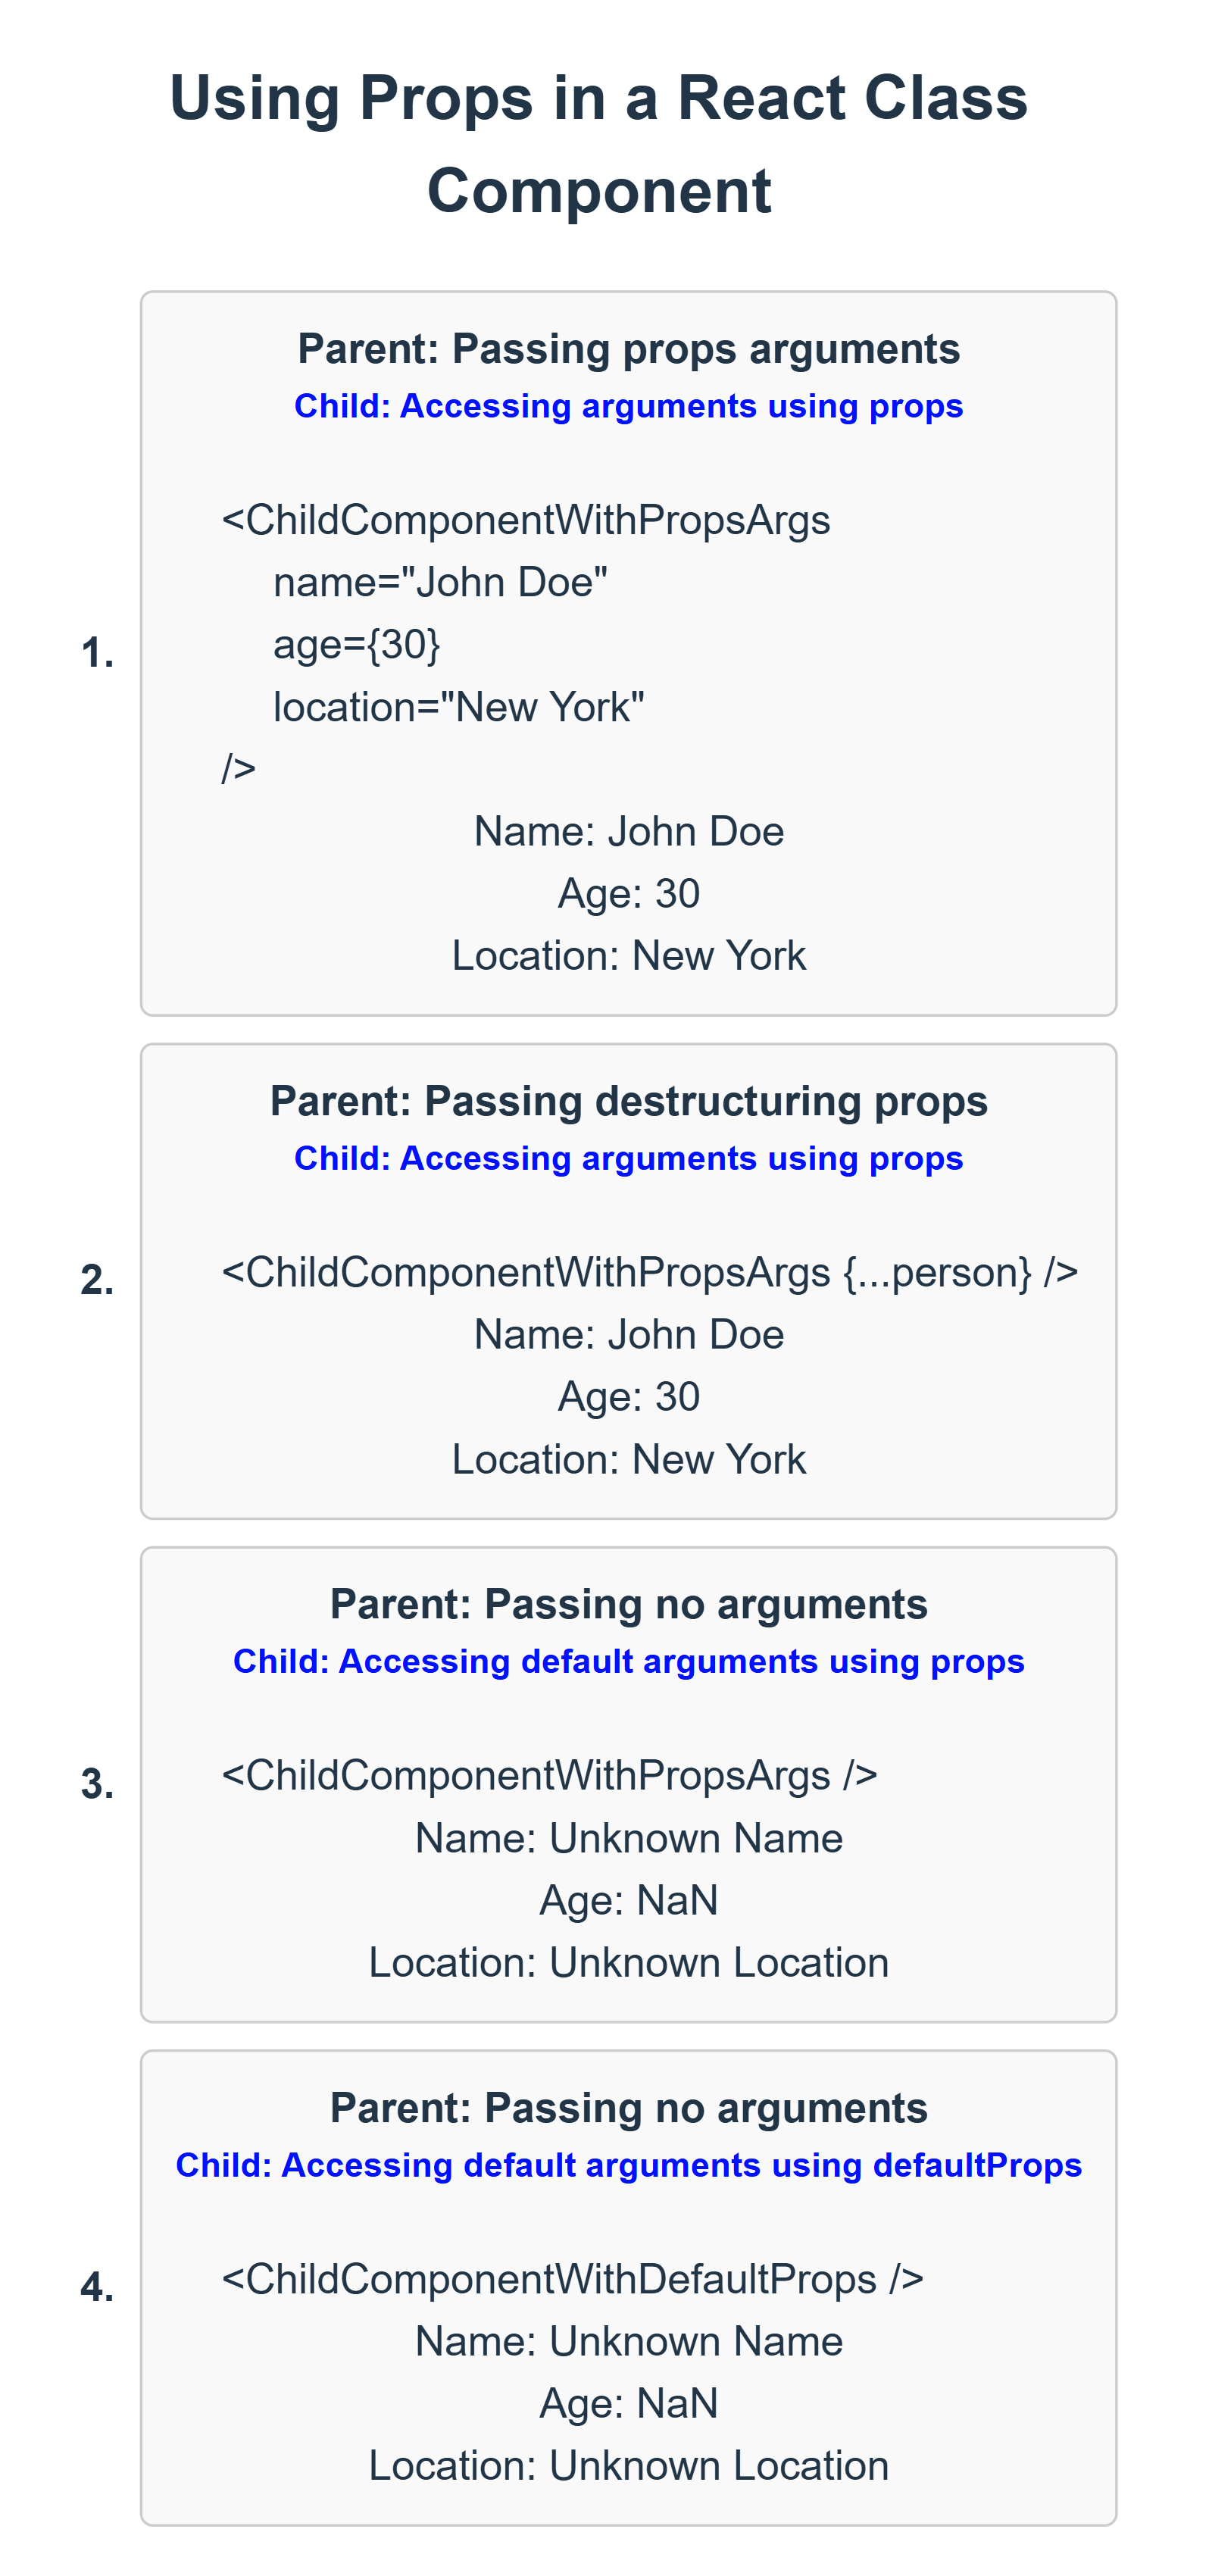 Using Props in a React Class
Component
1.
Parent: Passing props arguments
Child: Accessing arguments using props
<ChildComponentWithPropsArgs
name="John Doe"
age={30}
location="New York"
/>
Name: John Doe
Age: 30
Location: New York
2.
Parent: Passing destructuring props
Child: Accessing arguments using props
<ChildComponentWithPropsArgs {...person} />
Name: John Doe
Age: 30
Location: New York
3.
Parent: Passing no arguments
Child: Accessing default arguments using props
<ChildComponentWithPropsArgs />
Name: Unknown Name
Age: NaN
Location: Unknown Location
4.
Parent: Passing no arguments
Child: Accessing default arguments using defaultProps
<ChildComponentWithDefaultProps />
Name: Unknown Name
Age: NaN
Location: Unknown Location